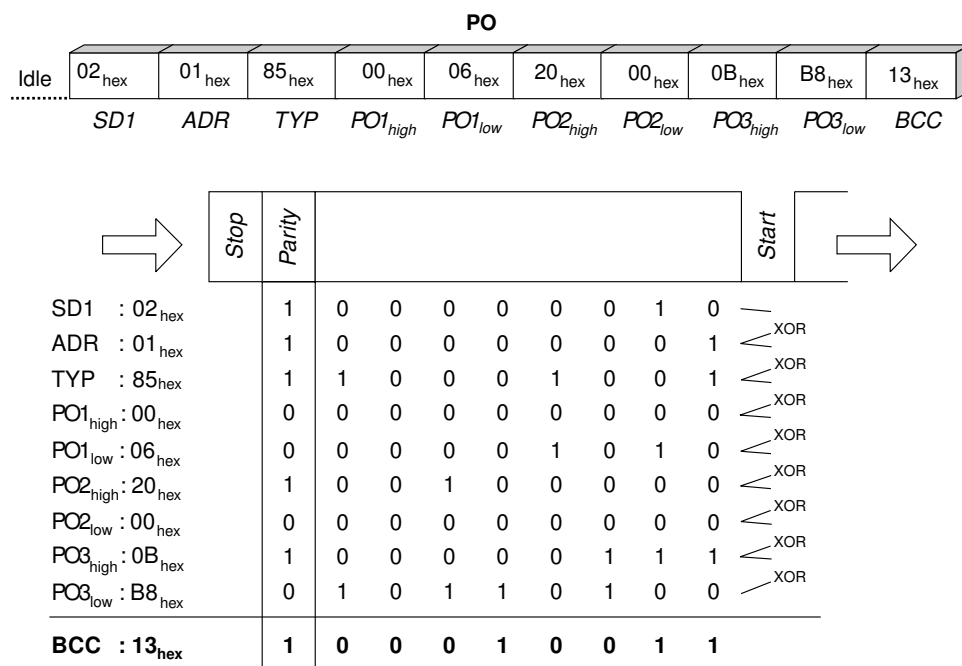 PO
Idle 02hex 01hex 85hex 00hex 06hex 20hex 00hex 0Bhex B8hex 13hex
SD1 ADR TYP PO1high PO1low PO2high PO2low PO3high PO3low BCC
Stop Parity Start
SD1 : 02hex 1 0 0 0 0 0 0 1 0
XOR
ADR : 01hex 1 0 0 0 0 0 0 0 1
XOR
TYP : 85hex 1 1 0 0 0 1 0 0 1
XOR
PO1high : 00hex 0 0 0 0 0 0 0 0 0
XOR
PO1low : 06hex 0 0 0 0 0 1 0 1 0
XOR
PO2high : 20hex 1 0 0 1 0 0 0 0 0
XOR
PO2low : 00hex 0 0 0 0 0 0 0 0 0
XOR
PO3high : 0Bhex 1 0 0 0 0 0 1 1 1
XOR
PO3low : B8hex 0 1 0 1 1 0 1 0 0
BCC : 13hex 1 0 0 0 1 0 0 1 1